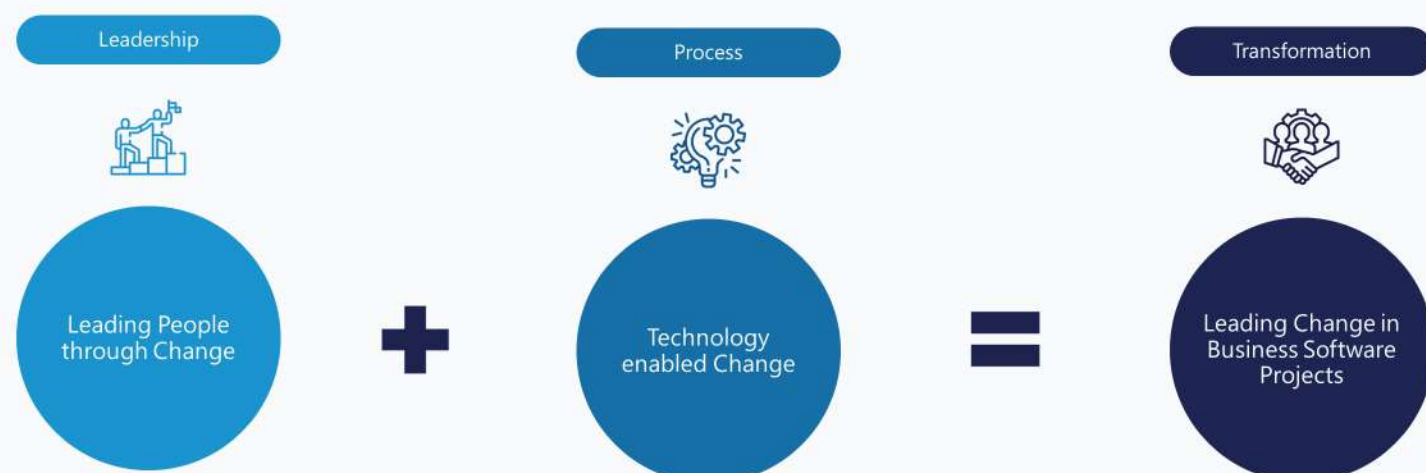 Leadership
Process
Transformation
Leading People
through Change
+
Technology
enabled Change
=
Leading Change in
Business Software
Projects